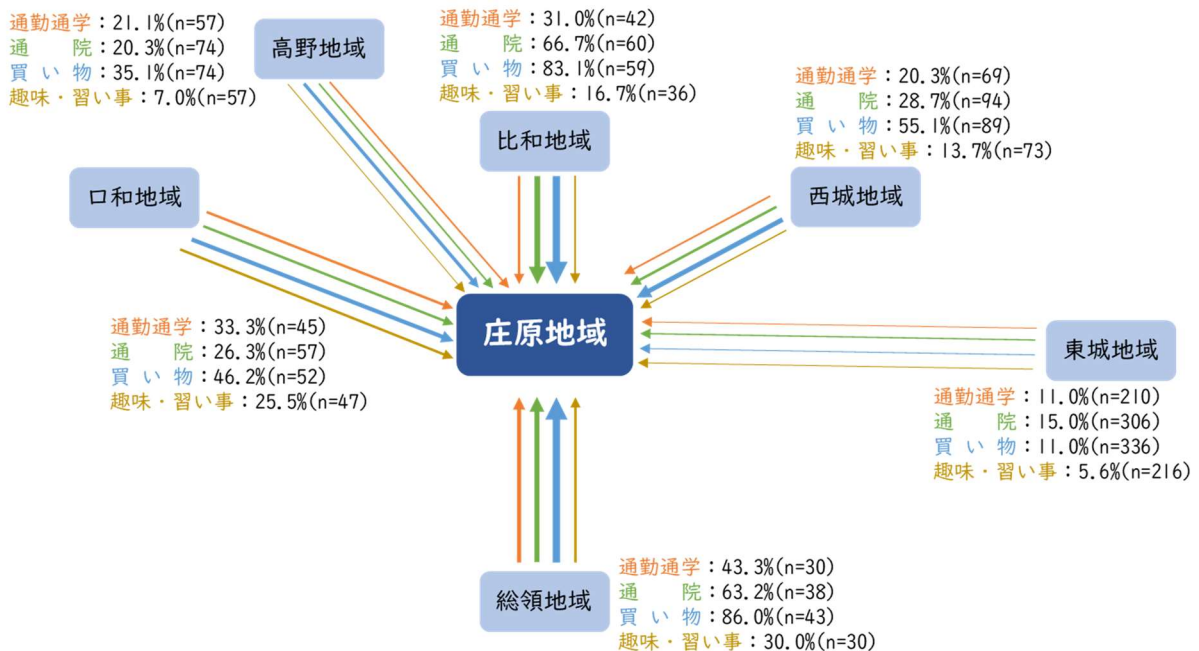 通勤通学：21.1%(n=57)
通　院：20.3%(n=74)
買い物：35.1%(n=74)
趣味・習い事：7.0%(n=57)
高野地域
通勤通学：31.0%(n=42)
通　院：66.7%(n=60)
買い物：83.1%(n=59)
趣味・習い事：16.7%(n=36)
比和地域
通勤通学：20.3%(n=69)
通　院：28.7%(n=94)
買い物：55.1%(n=89)
趣味・習い事：13.7%(n=73)
西城地域
口和地域
通勤通学：33.3%(n=45)
通　院：26.3%(n=57)
買い物：46.2%(n=52)
趣味・習い事：25.5%(n=47)
庄原地域
東城地域
通勤通学：11.0%(n=210)
通　院：15.0%(n=306)
買い物：11.0%(n=336)
趣味・習い事：5.6%(n=216)
総領地域
通勤通学：43.3%(n=30)
通　院：63.2%(n=38)
買い物：86.0%(n=43)
趣味・習い事：30.0%(n=30)